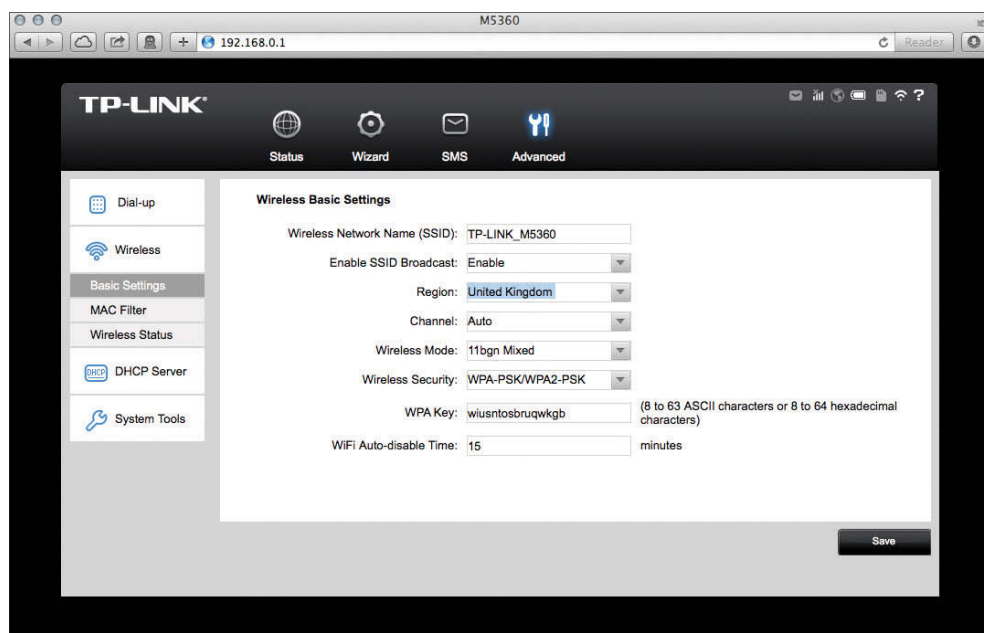 M5360
192.168.0.1
Reader
TP-LINK
Status
Wizard
SMS
Advanced
Dial-up
Wireless
Basic Settings
MAC Filter
Wireless Status
DHCP
DHCP Server
System Tools
Wireless Basic Settings
Wireless Network Name (SSID): TP-LINK_M5360
Enable SSID Broadcast: Enable
Region: United Kingdom
Channel: Auto
Wireless Mode: 11bgn Mixed
Wireless Security: WPA-PSK/WPA2-PSK
WPA Key: wiusntosbruqwkgb (8 to 63 ASCII characters or 8 to 64 hexadecimal
characters)
WiFi Auto-disable Time: 15 minutes
Save